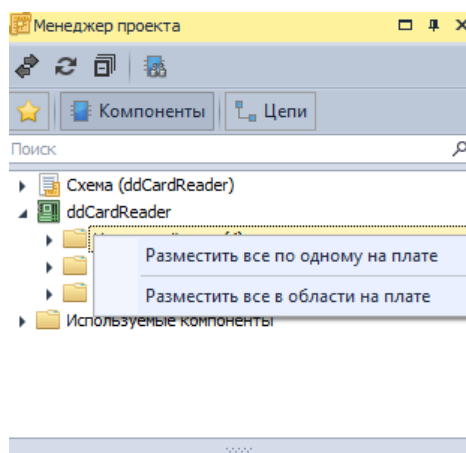 Менеджер проекта
Компоненты
Цепи
Поиск
Схема (ddCardReader)
ddCardReader
Разместить все по одному на плате
Разместить все в области на плате
Используемые компоненты